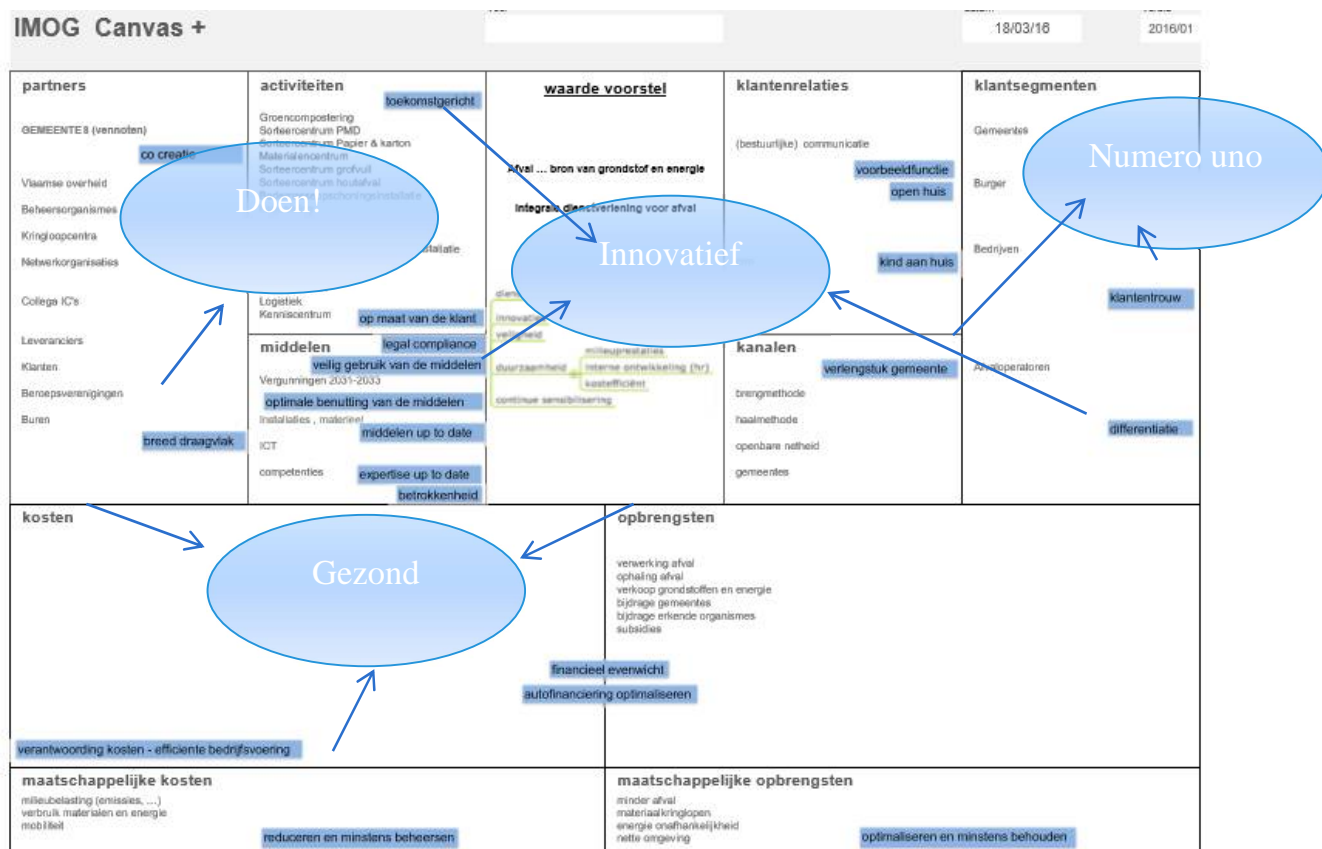 IMOG Canvas +
18/03/16
2016/01
partners
GEMEENTES (vennoten)
co creatie
Vlaamse overheid
Beheersorganismes
Kringloopcentra
Netwerkorganisaties
Collega IC's
Leveranciers
Klanten
Beroepsverenigingen
Buren
breed draagvlak
Doen!
activiteiten
toekomstgericht
Groencompostering
Sorteercentrum PMD
Sorteercentrum Papier & karton
Materialencentrum
Sorteercentrum grofvuil
Sorteercentrum houtafval
Logistiek
Kenniscentrum
op maat van de klant
middelen
legal compliance
veilig gebruik van de middelen
Vergunningen 2031-2033
optimale benutting van de middelen
Installaties , materieel
middelen up to date
ICT
competenties
expertise up to date
betrokkenheid
waarde voorstel
Afval ... bron van grondstof en energie
Integrale dienstverlening voor afval
Innovatief
innovatief
veiligheid
duurzaamheid
milieuprestaties
interne ontwikkeling (hr)
kostefficiënt
continue sensibilisering
klantenrelaties
(bestuurlijke) communicatie
voorbeeldfunctie
open huis
kind aan huis
kanalen
verlengstuk gemeente
brengmethode
haalmethode
openbare netheid
gemeentes
klantsegmenten
Gemeentes
Numero uno
Burger
Bedrijven
klantentrouw
Afvaloperatoren
differentiatie
kosten
Gezond
verantwoording kosten - efficiente bedrijfsvoering
opbrengsten
verwerking afval
ophaling afval
verkoop grondstoffen en energie
bijdrage gemeentes
bijdrage erkende organismes
subsidies
financieel evenwicht
autofinanciering optimaliseren
maatschappelijke kosten
milieubelasting (emissies, ...)
verbruik materialen en energie
mobiliteit
reduceren en minstens beheersen
maatschappelijke opbrengsten
minder afval
materiaalkringlopen
energie onafhankelijkheid
nette omgeving
optimaliseren en minstens behouden